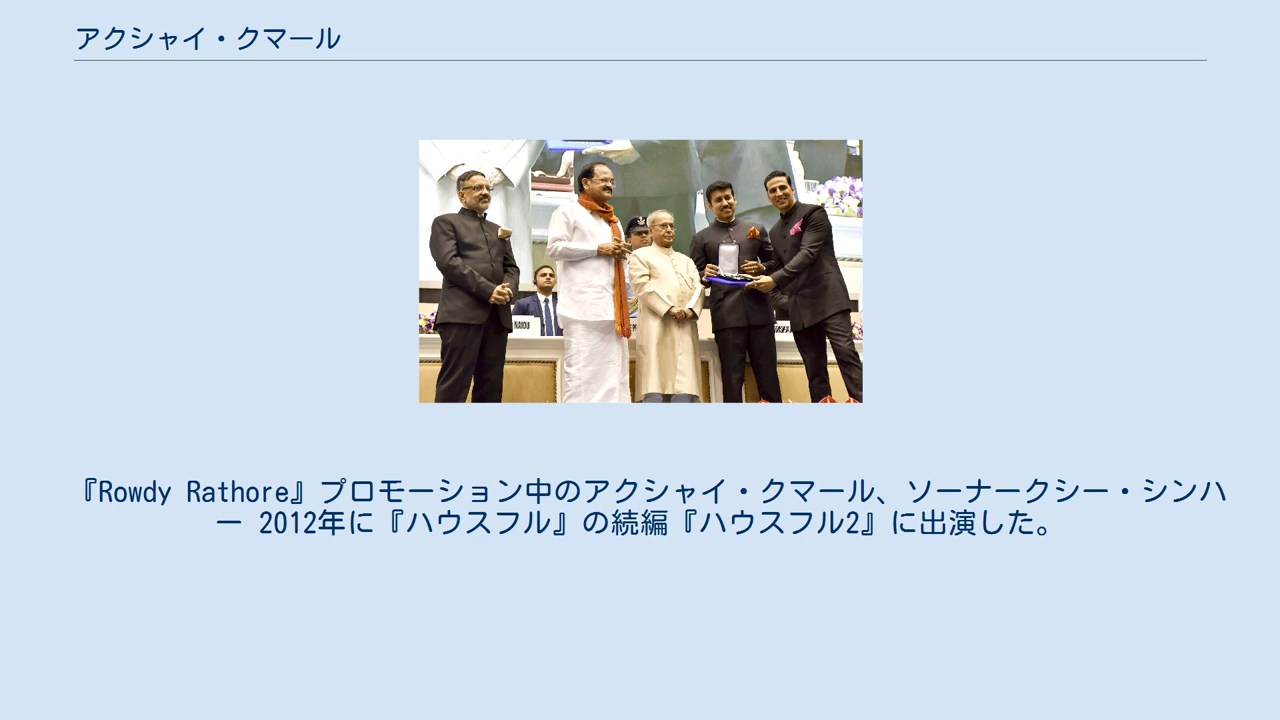 アクシャイ・クマール
NAIDU
『Rowdy Rathore』プロモーション中のアクシャイ・クマール、ソーナークシー・シンハ
ー 2012年に『ハウスフル』の続編『ハウスフル2』に出演した。